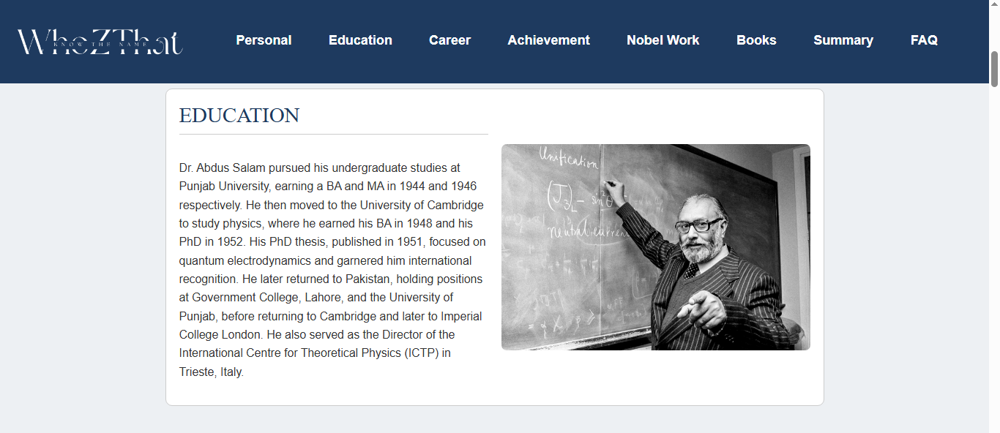 WhoZThat
KNOW THE NAME
Personal
Education
Career
Achievement
Nobel Work
Books
Summary
FAQ
EDUCATION
Dr. Abdus Salam pursued his undergraduate studies at
Punjab University, earning a BA and MA in 1944 and 1946
respectively. He then moved to the University of Cambridge
to study physics, where he earned his BA in 1948 and his
PhD in 1952. His PhD thesis, published in 1951, focused on
quantum electrodynamics and garnered him international
recognition. He later returned to Pakistan, holding positions
at Government College, Lahore, and the University of
Punjab, before returning to Cambridge and later to Imperial
College London. He also served as the Director of the
International Centre for Theoretical Physics (ICTP) in
Trieste, Italy.
Unification
(J₃)L – sin²θ
neutral current